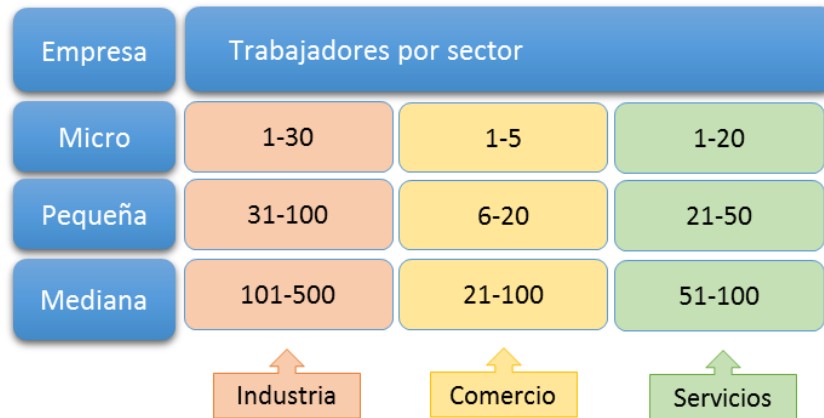 Empresa Trabajadores por sector
Micro 1-30 1-5 1-20
Pequeña 31-100 6-20 21-50
Mediana 101-500 21-100 51-100
Industria Comercio Servicios